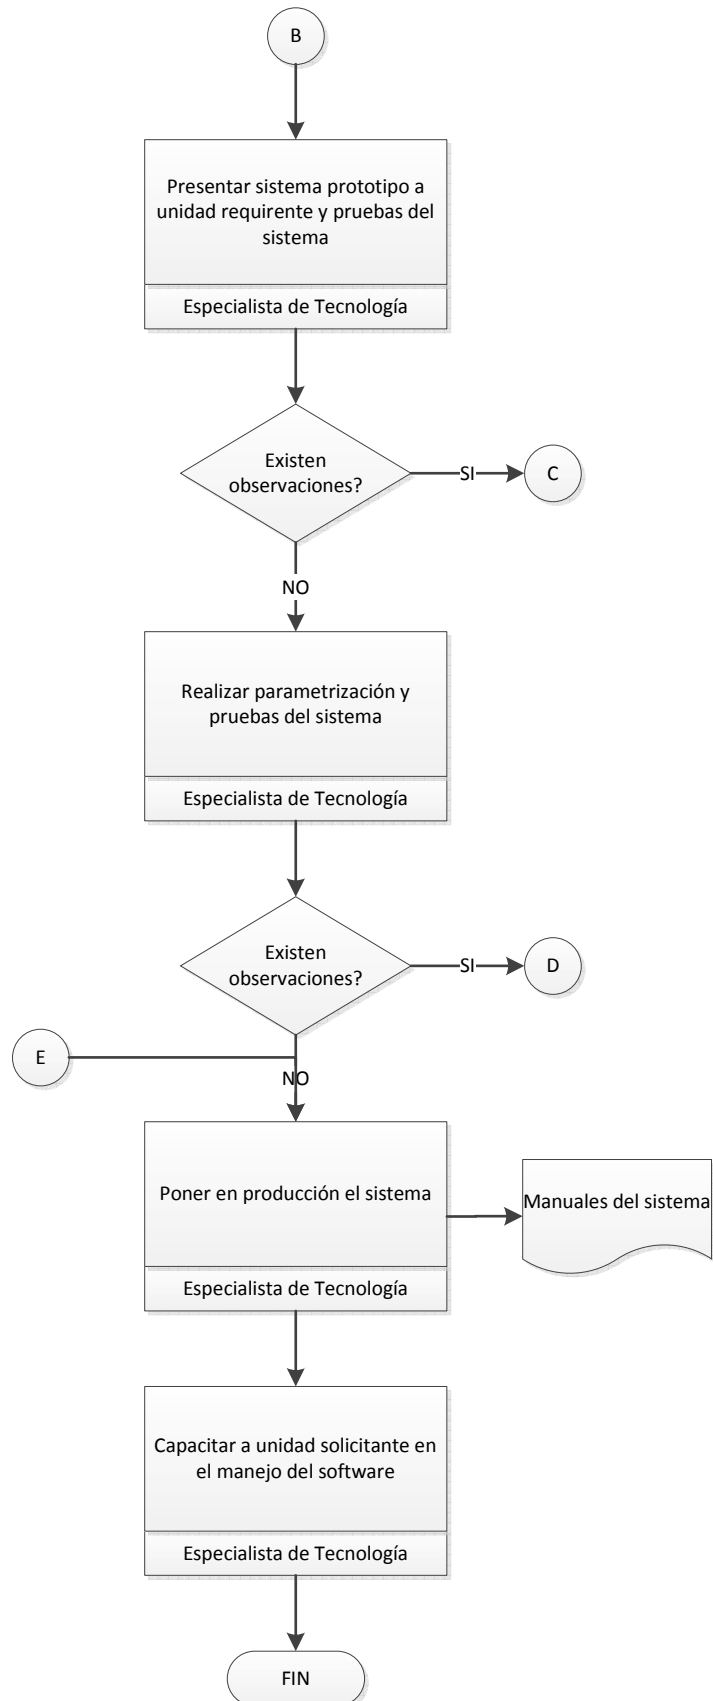 B
Presentar sistema prototipo a
unidad requirente y pruebas del
sistema
Especialista de Tecnología
Existen
observaciones?
SI
C
NO
Realizar parametrización y
pruebas del sistema
Especialista de Tecnología
Existen
observaciones?
SI
D
E
NO
Poner en producción el sistema
Manuales del sistema
Especialista de Tecnología
Capacitar a unidad solicitante en
el manejo del software
Especialista de Tecnología
FIN